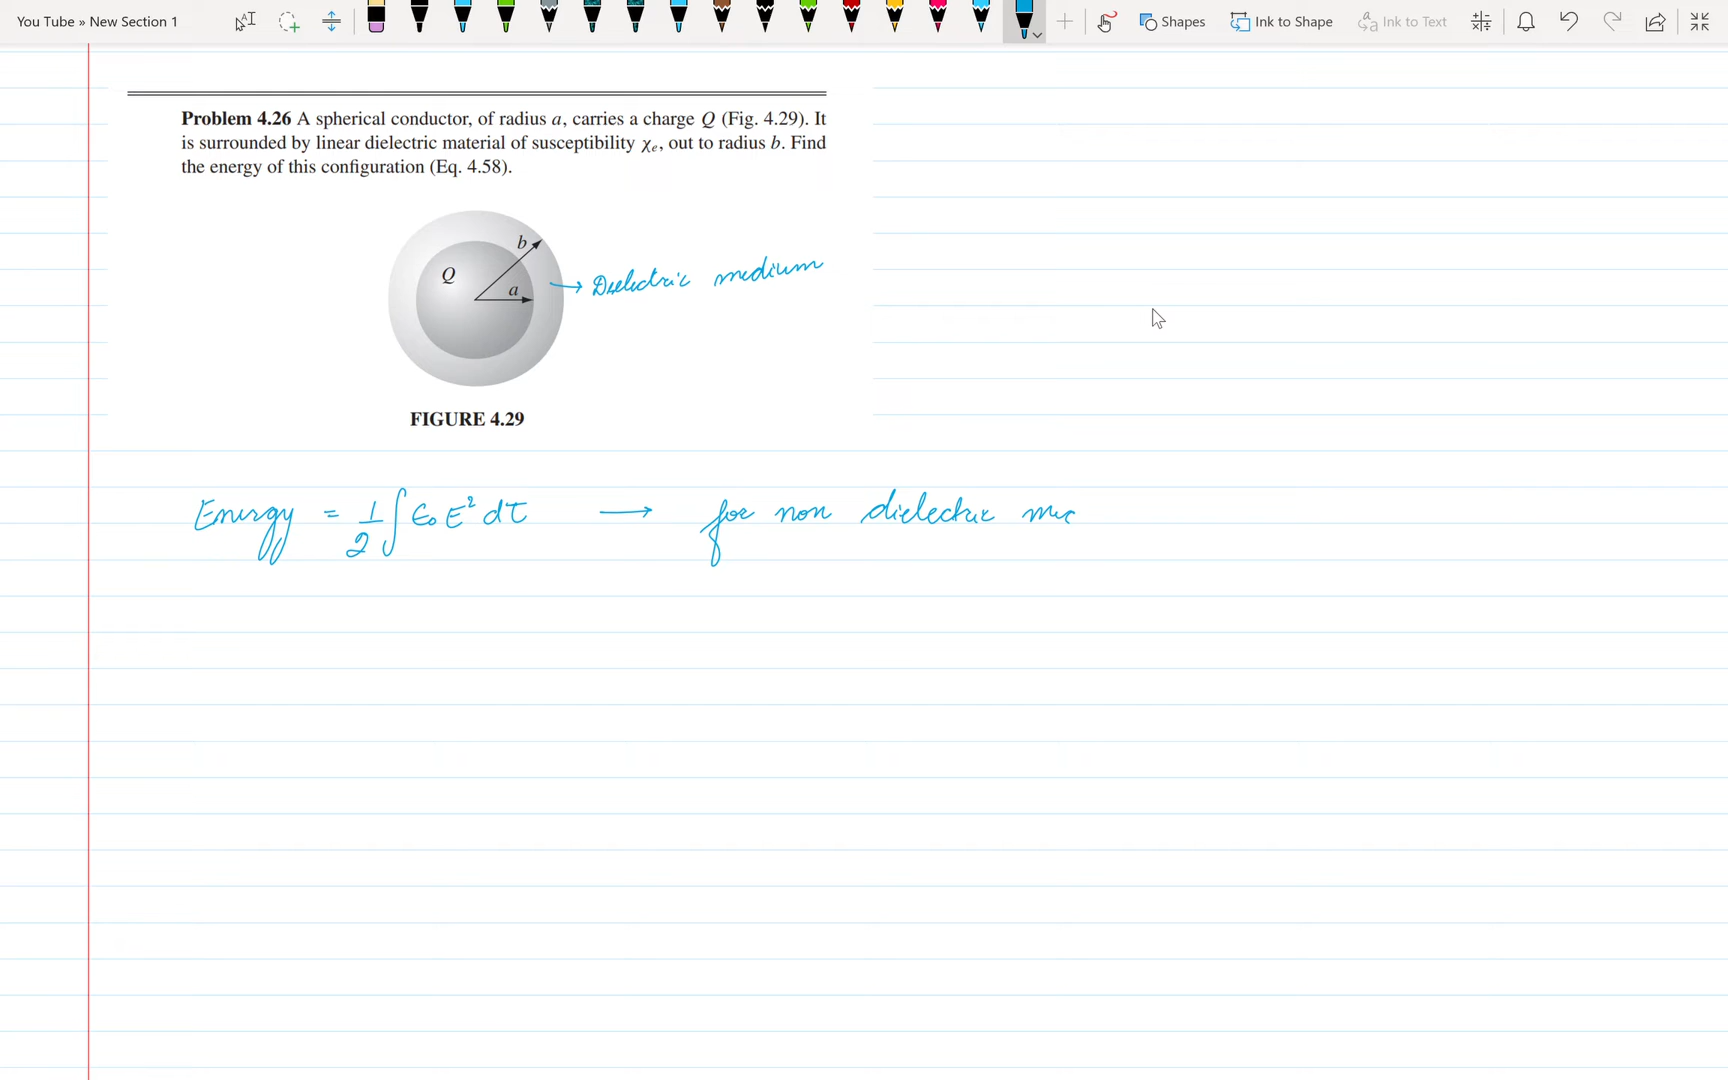 You Tube » New Section 1
Shapes
Ink to Shape
Ink to Text
Problem 4.26 A spherical conductor, of radius a, carries a charge Q (Fig. 4.29). It
is surrounded by linear dielectric material of susceptibility χₑ, out to radius b. Find
the energy of this configuration (Eq. 4.58).
b
Q
a
→ Dielectric medium
FIGURE 4.29
Energy = 1/2 ∫ ϵ₀ E² dτ → for non dielectric me